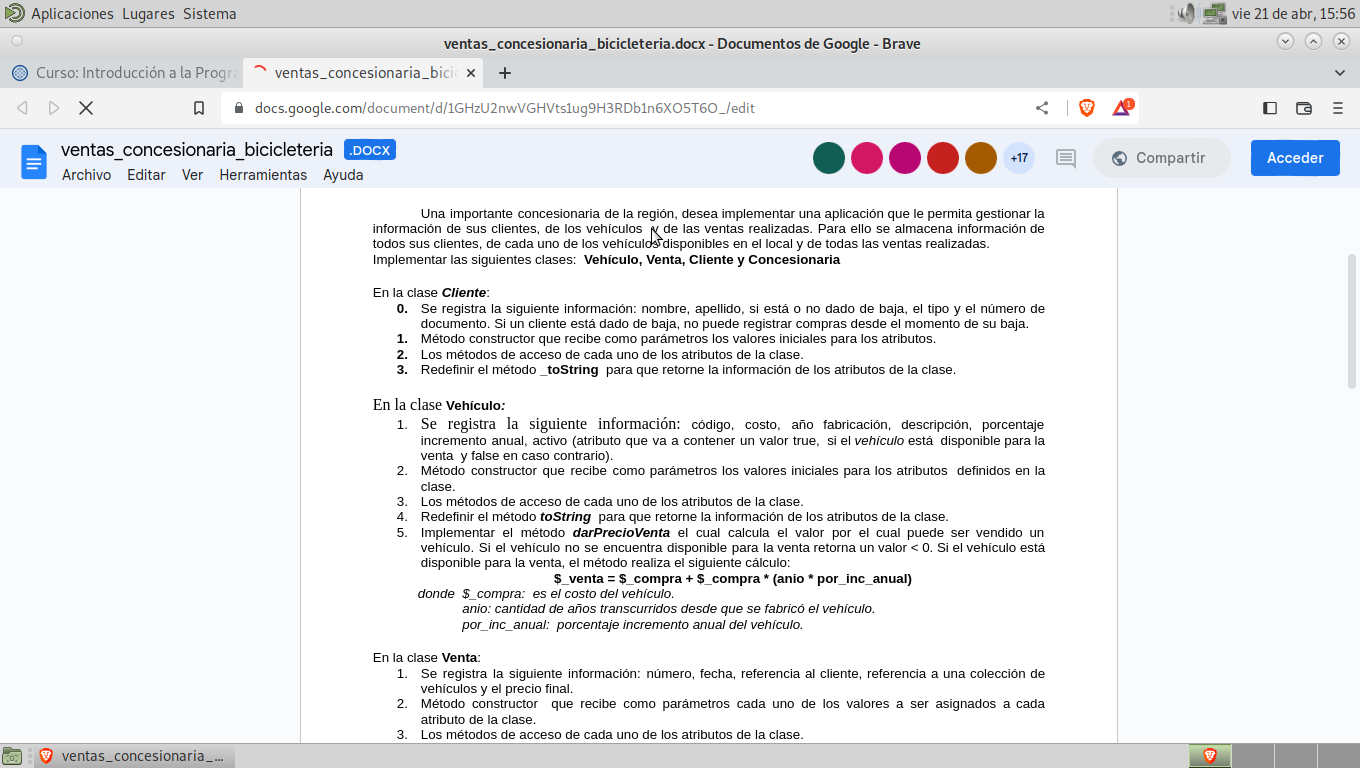 Aplicaciones Lugares Sistema
vie 21 de abr, 15:56
ventas_concesionaria_bicicleteria.docx - Documentos de Google - Brave
Curso: Introducción a la Progra
ventas_concesionaria_bici
docs.google.com/document/d/1GHzU2nwVGHVts1ug9H3RDb1n6XO5T6O_/edit
1
ventas_concesionaria_bicicleteria
.DOCX
Archivo Editar Ver Herramientas Ayuda
+17
Compartir
Acceder
Una importante concesionaria de la región, desea implementar una aplicación que le permita gestionar la
información de sus clientes, de los vehículos y de las ventas realizadas. Para ello se almacena información de
todos sus clientes, de cada uno de los vehículos disponibles en el local y de todas las ventas realizadas.
Implementar las siguientes clases: Vehículo, Venta, Cliente y Concesionaria
En la clase Cliente:
0. Se registra la siguiente información: nombre, apellido, si está o no dado de baja, el tipo y el número de
documento. Si un cliente está dado de baja, no puede registrar compras desde el momento de su baja.
1. Método constructor que recibe como parámetros los valores iniciales para los atributos.
2. Los métodos de acceso de cada uno de los atributos de la clase.
3. Redefinir el método _toString para que retorne la información de los atributos de la clase.
En la clase Vehículo:
1. Se registra la siguiente información: código, costo, año fabricación, descripción, porcentaje
incremento anual, activo (atributo que va a contener un valor true, si el vehículo está disponible para la
venta y false en caso contrario).
2. Método constructor que recibe como parámetros los valores iniciales para los atributos definidos en la
clase.
3. Los métodos de acceso de cada uno de los atributos de la clase.
4. Redefinir el método toString para que retorne la información de los atributos de la clase.
5. Implementar el método darPrecioVenta el cual calcula el valor por el cual puede ser vendido un
vehículo. Si el vehículo no se encuentra disponible para la venta retorna un valor < 0. Si el vehículo está
disponible para la venta, el método realiza el siguiente cálculo:
$_venta = $_compra + $_compra * (anio * por_inc_anual)
donde $_compra: es el costo del vehículo.
anio: cantidad de años transcurridos desde que se fabricó el vehículo.
por_inc_anual: porcentaje incremento anual del vehículo.
En la clase Venta:
1. Se registra la siguiente información: número, fecha, referencia al cliente, referencia a una colección de
vehículos y el precio final.
2. Método constructor que recibe como parámetros cada uno de los valores a ser asignados a cada
atributo de la clase.
3. Los métodos de acceso de cada uno de los atributos de la clase.
ventas_concesionaria_...